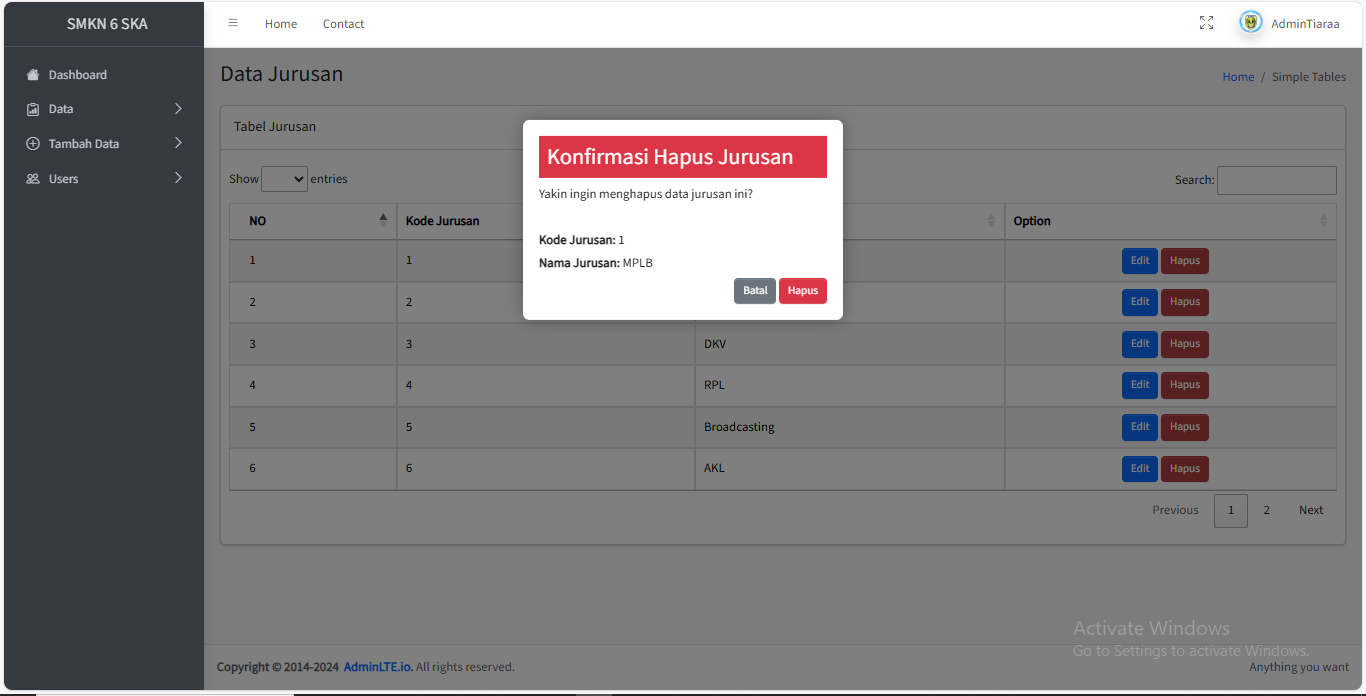 SMKN 6 SKA
Home Contact
AdminTiaraa
Dashboard
Data
Tambah Data
Users
Data Jurusan
Home / Simple Tables
Tabel Jurusan
Show entries
Search:
NO Kode Jurusan Option
1 1 Edit Hapus
2 2 Edit Hapus
3 3 DKV Edit Hapus
4 4 RPL Edit Hapus
5 5 Broadcasting Edit Hapus
6 6 AKL Edit Hapus
Previous 1 2 Next
Konfirmasi Hapus Jurusan
Yakin ingin menghapus data jurusan ini?
Kode Jurusan: 1
Nama Jurusan: MPLB
Batal Hapus
Activate Windows
Go to Settings to activate Windows.
Copyright © 2014-2024 AdminLTE.io. All rights reserved.
Anything you want